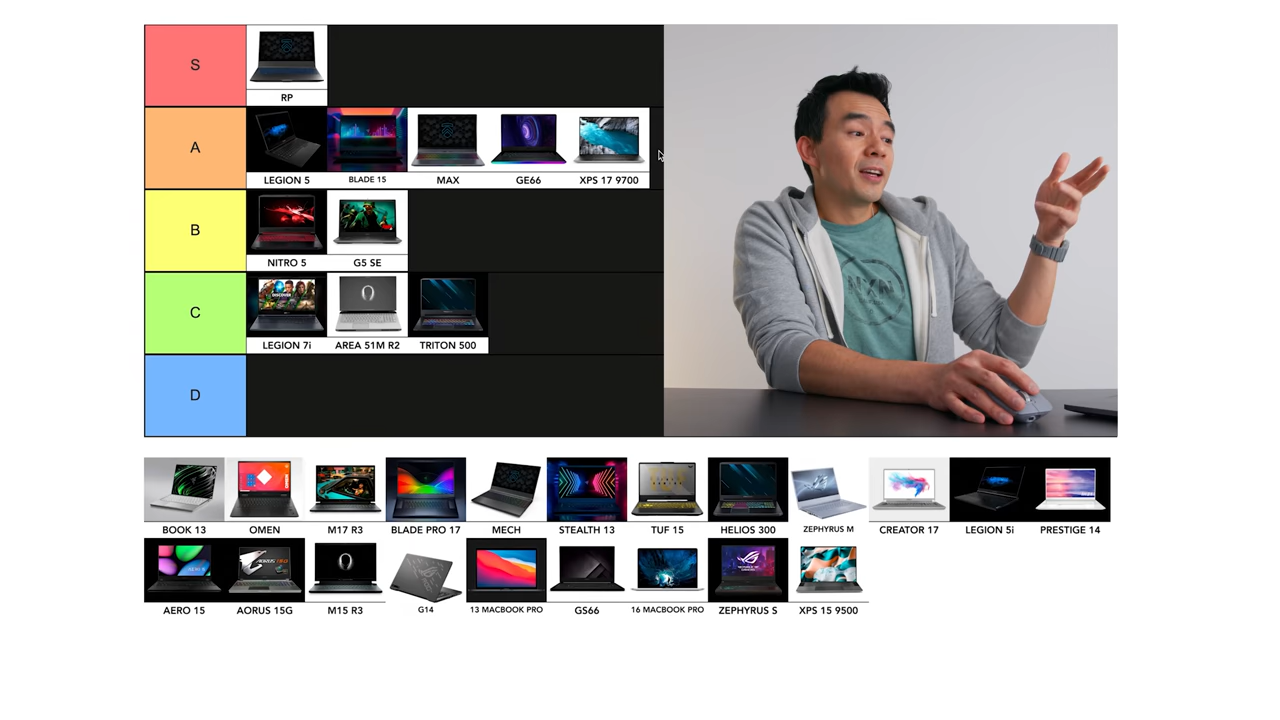 S
RP
A
LEGION 5
BLADE 15
MAX
GE66
XPS 17 9700
B
NITRO 5
G5 SE
C
DISCOVER
LEGION 7i
AREA 51M R2
TRITON 500
D
BOOK 13
OMEN
M17 R3
BLADE PRO 17
MECH
STEALTH 13
TUF 15
HELIOS 300
ZEPHYRUS M
CREATOR 17
LEGION 5i
PRESTIGE 14
AERO 15
AORUS 15G
M15 R3
G14
13 MACBOOK PRO
GS66
16 MACBOOK PRO
ZEPHYRUS S
XPS 15 9500